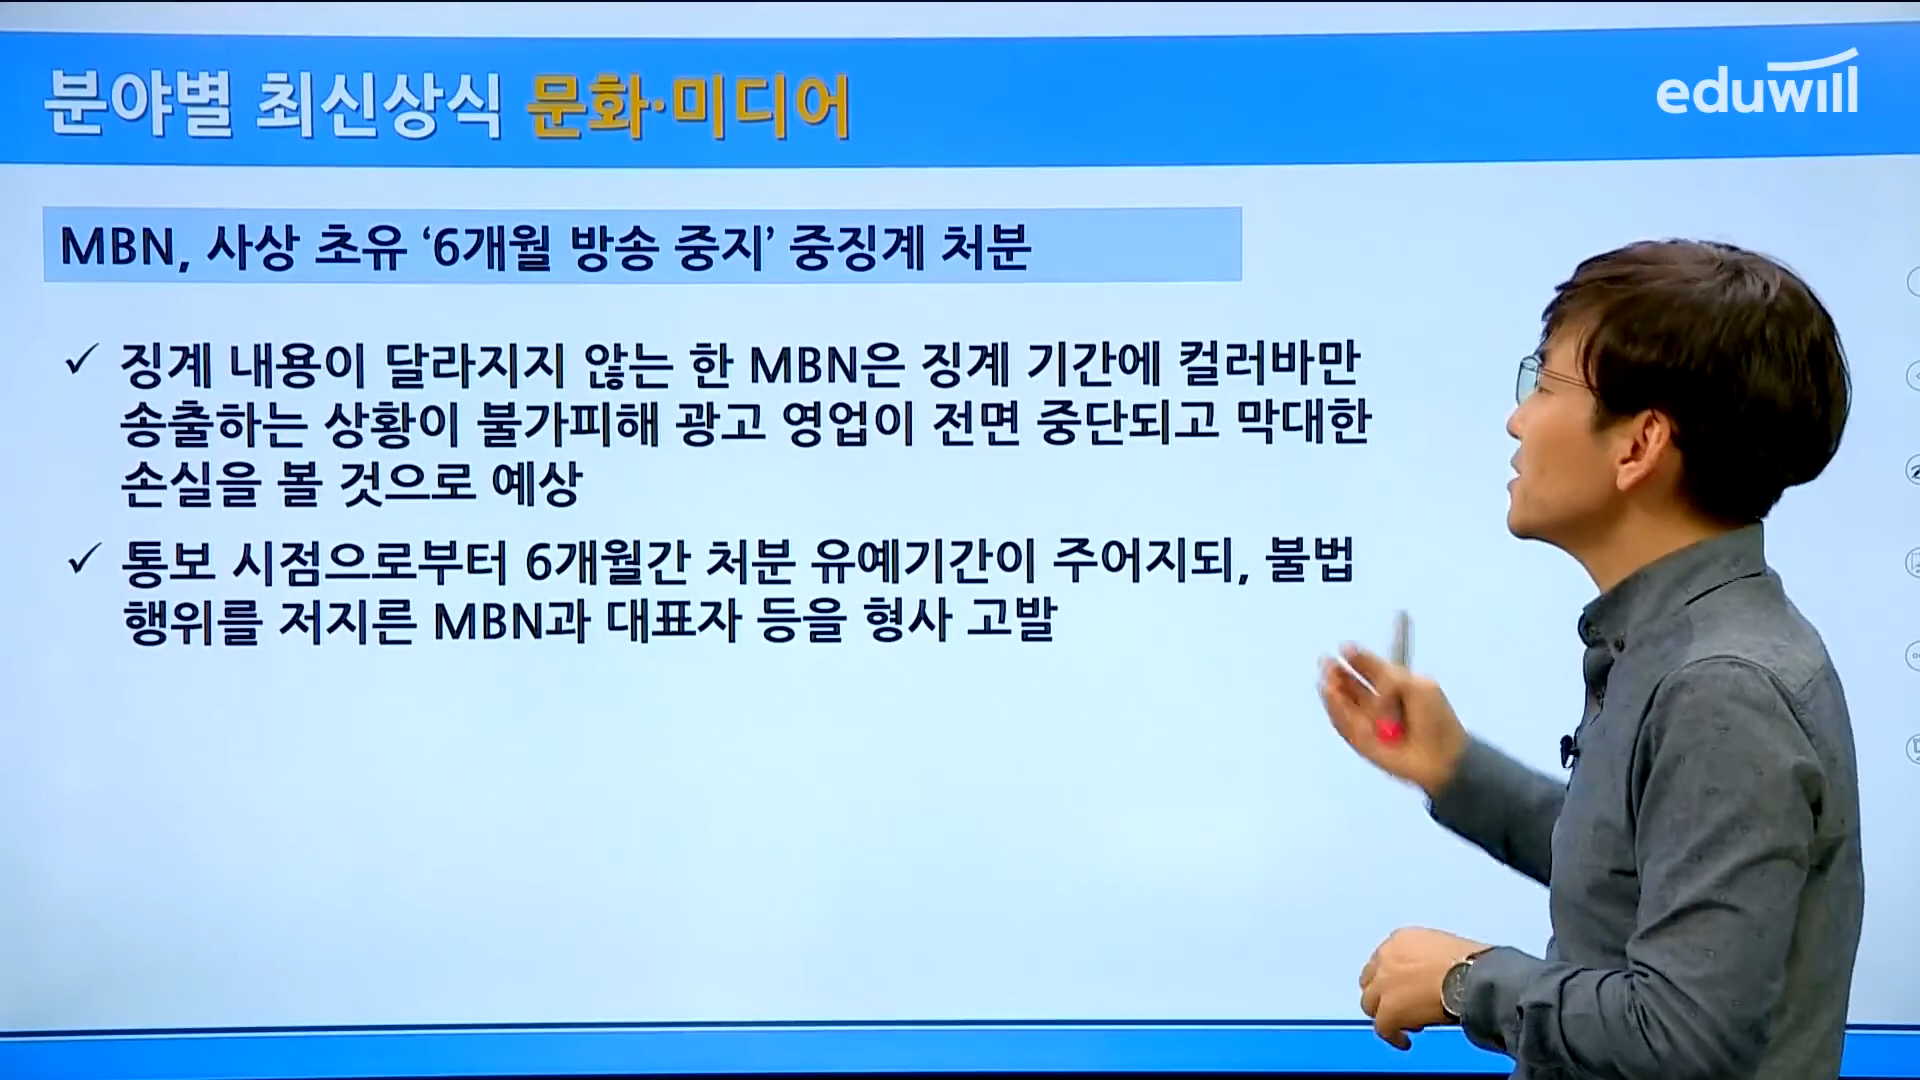 분야별 최신상식 문화·미디어
eduwill
MBN, 사상 초유 ‘6개월 방송 중지’ 중징계 처분
✓ 징계 내용이 달라지지 않는 한 MBN은 징계 기간에 컬러바만
송출하는 상황이 불가피해 광고 영업이 전면 중단되고 막대한
손실을 볼 것으로 예상
✓ 통보 시점으로부터 6개월간 처분 유예기간이 주어지되, 불법
행위를 저지른 MBN과 대표자 등을 형사 고발